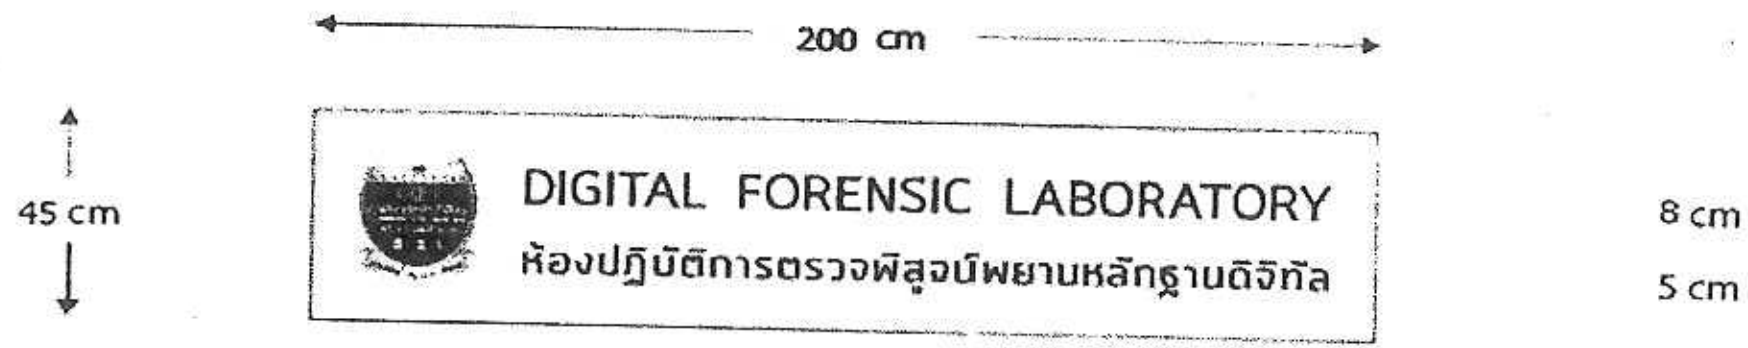 200 cm
45 cm
DIGITAL FORENSIC LABORATORY
8 cm
ห้องปฏิบัติการตรวจพิสูจน์พยานหลักฐานดิจิทัล
5 cm